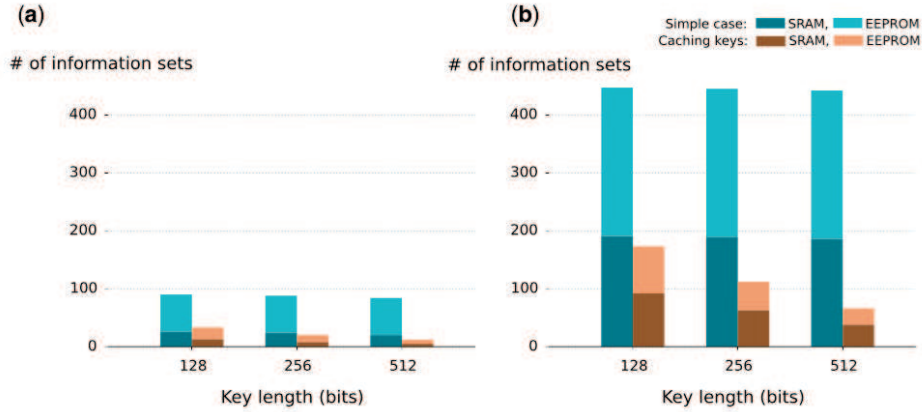 (a)
# of information sets
400
300
200
100
0
128 256 512
Key length (bits)
(b)
Simple case: SRAM, EEPROM
Caching keys: SRAM, EEPROM
# of information sets
400
300
200
100
0
128 256 512
Key length (bits)